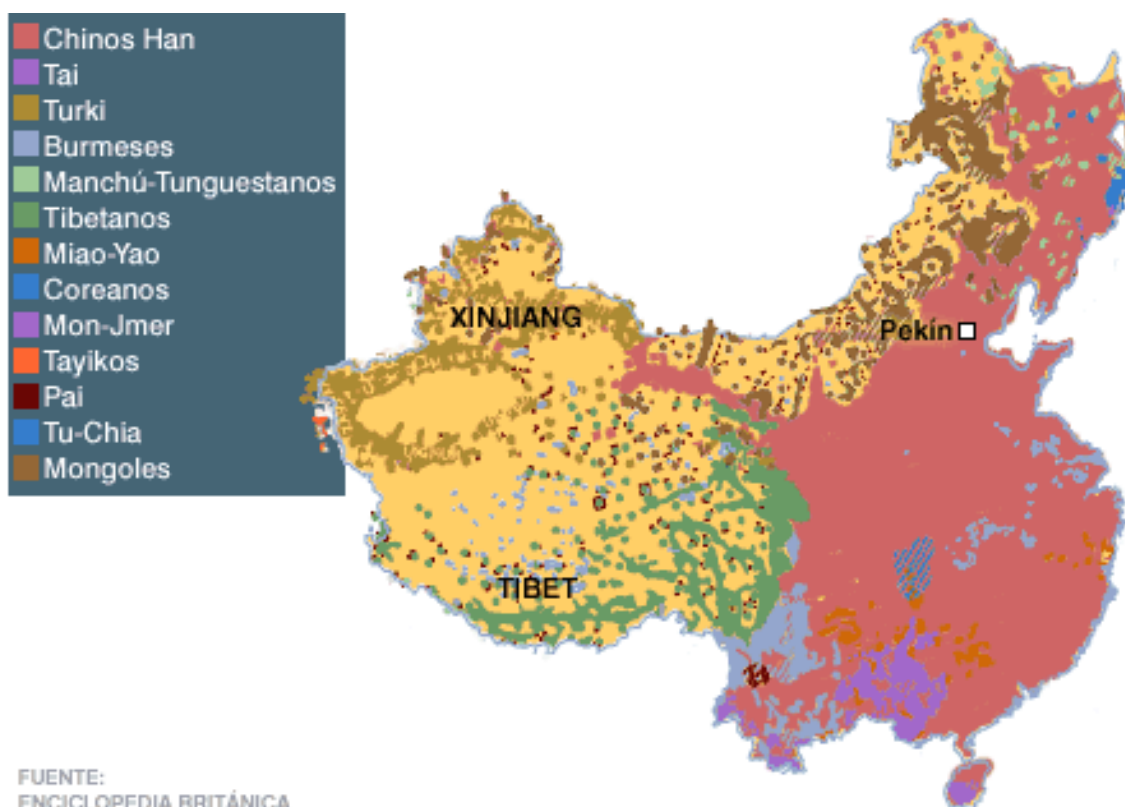 Chinos Han
Tai
Turki
Burmeses
Manchú-Tunguestanos
Tibetanos
Miao-Yao
Coreanos
Mon-Jmer
Tayikos
Pai
Tu-Chia
Mongoles
XINJIANG
Pekín
TIBET
FUENTE:
ENCICLOPEDIA BRITÁNICA